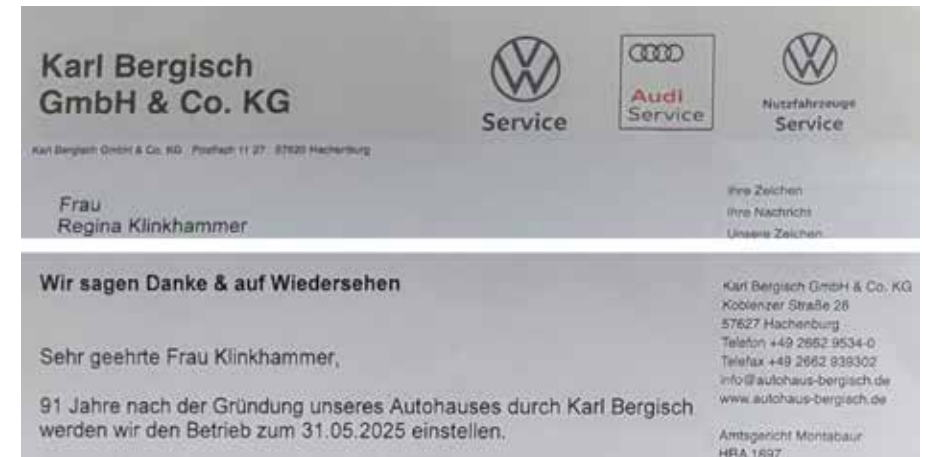 Karl Bergisch
GmbH & Co. KG
Service
Audi
Service
Nutzfahrzeuge
Service
Karl Bergisch GmbH & Co. KG Postfach 11 27 57620 Hachenburg
Frau
Regina Klinkhammer
Ihre Zeichen
Ihre Nachricht
Unsere Zeichen
Wir sagen Danke & auf Wiedersehen
Sehr geehrte Frau Klinkhammer,
91 Jahre nach der Gründung unseres Autohauses durch Karl Bergisch
werden wir den Betrieb zum 31.05.2025 einstellen.
Karl Bergisch GmbH & Co. KG
Koblenzer Straße 28
57627 Hachenburg
Telefon +49 2662 9534-0
Telefax +49 2662 939302
info@autohaus-bergisch.de
www.autohaus-bergisch.de
Amtsgericht Montabaur
HRA 1697